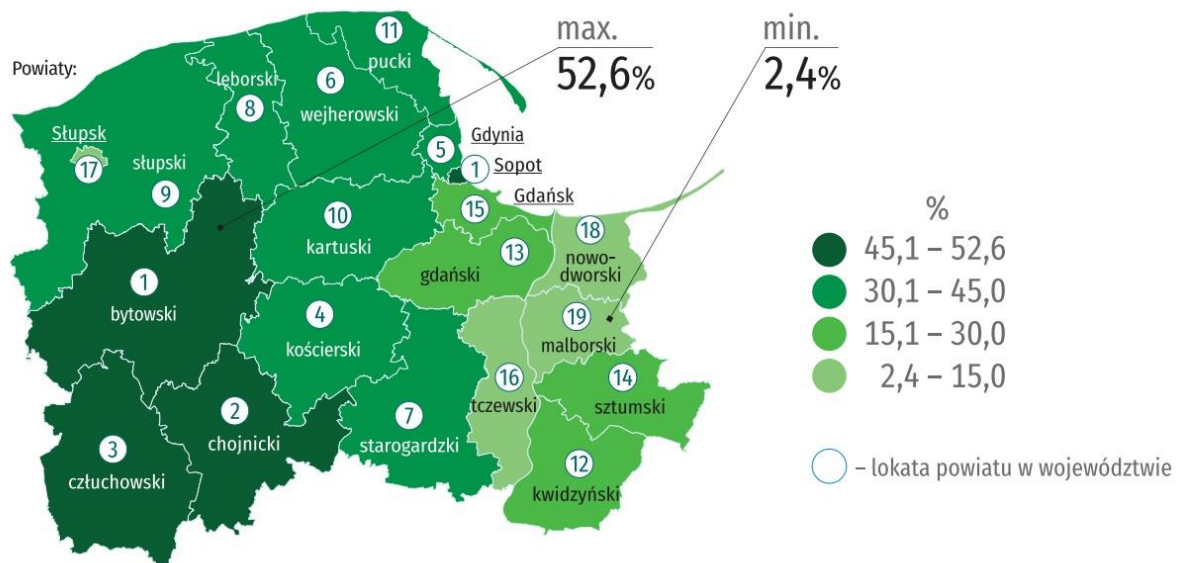 Powiaty:
max.
52,6%
min.
2,4%
11
pucki
lęborski
8
6
wejherowski
Słupsk
17
słupski
9
5
Gdynia
1
Sopot
Gdańsk
15
10
kartuski
13
gdański
18
nowo-
dworski
1
bytowski
4
kościerski
19
malborski
16
tczewski
14
sztumski
2
chojnicki
7
starogardzki
3
człuchowski
12
kwidzyński
%
45,1 – 52,6
30,1 – 45,0
15,1 – 30,0
2,4 – 15,0
– lokata powiatu w województwie